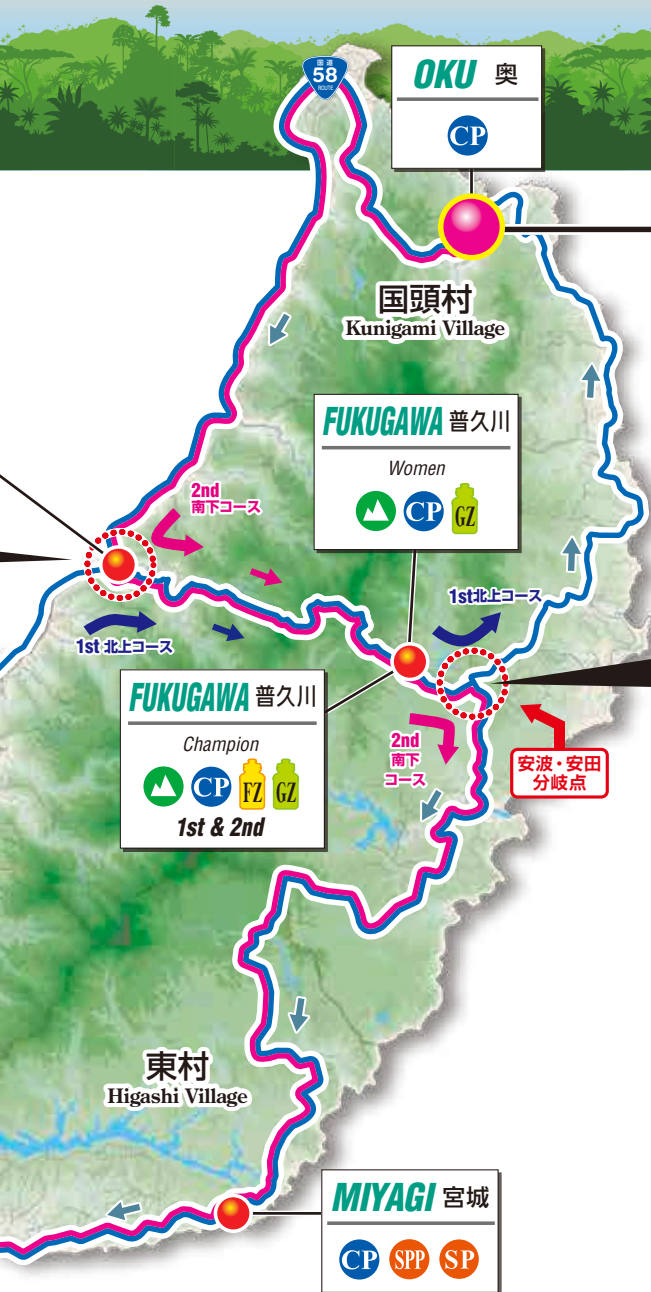 国道
58
ROUTE
OKU 奥
CP
国頭村
Kunigami Village
FUKUGAWA 普久川
Women
CP GZ
2nd
南下コース
1st北上コース
1st 北上コース
FUKUGAWA 普久川
Champion
CP FZ GZ
1st & 2nd
2nd
南下
コース
安波・安田
分岐点
東村
Higashi Village
MIYAGI 宮城
CP SPP SP